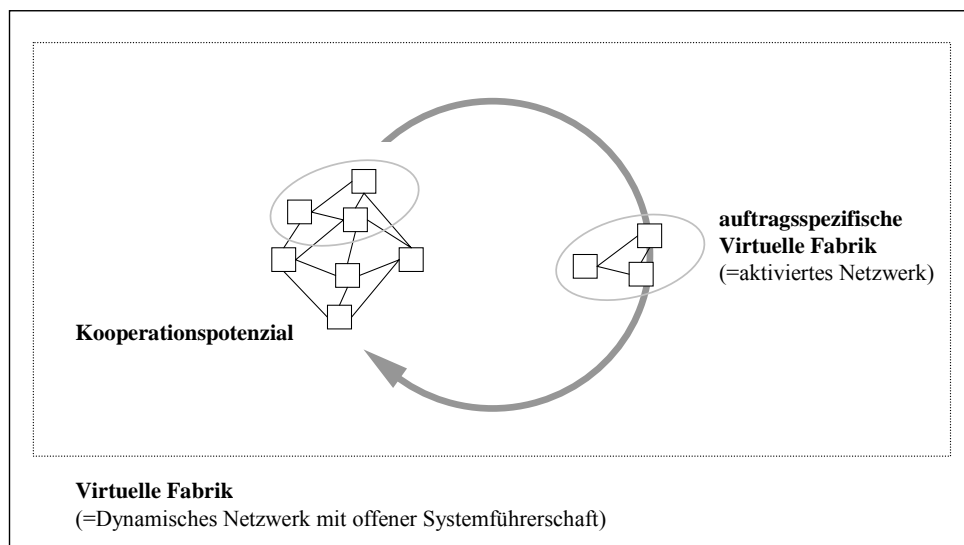 auftragsspezifische
Virtuelle Fabrik
(=aktiviertes Netzwerk)
Kooperationspotenzial
Virtuelle Fabrik
(=Dynamisches Netzwerk mit offener Systemführerschaft)